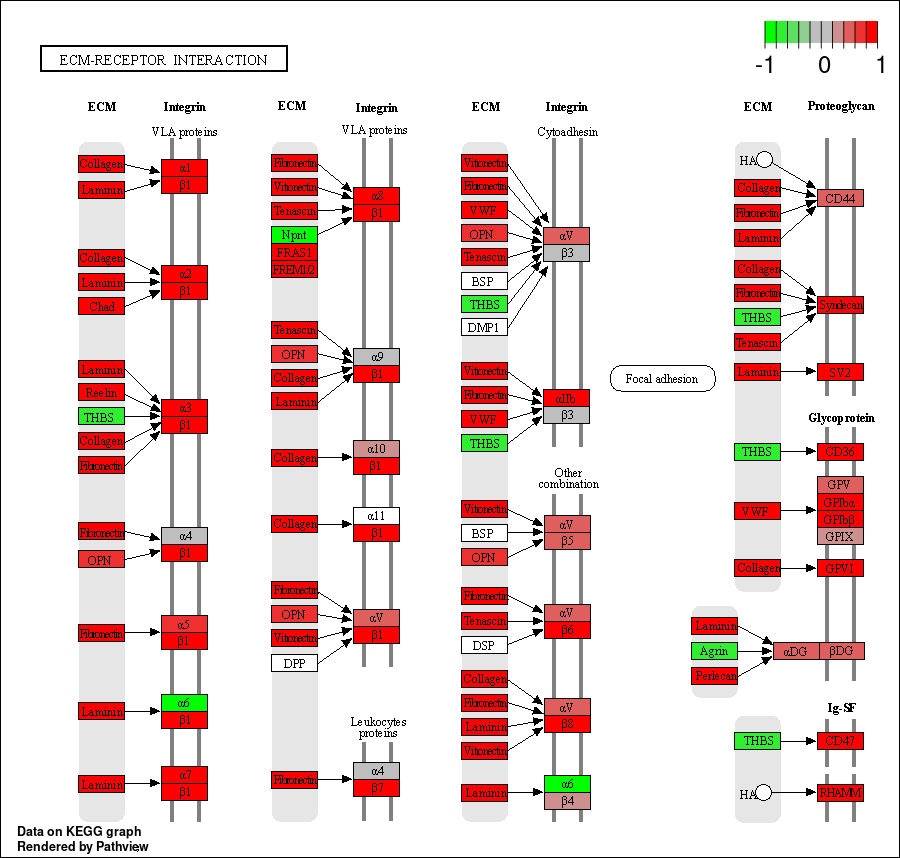 -1 0 1
ECM-RECEPTOR INTERACTION
ECM Integrin
VLA proteins
Collagen
Laminin
α1
β1
Collagen
Laminin
Chad
α2
β1
Laminin
Reelin
THBS
Collagen
Fibronectin
α3
β1
Fibronectin
OPN
α4
β1
Fibronectin
α5
β1
Laminin
α6
β1
Laminin
α7
β1
ECM Integrin
VLA proteins
Fibronectin
Vitronectin
Tenascin
Npnt
FRAS1
FREM1/2
α8
β1
Tenascin
OPN
Collagen
Laminin
α9
β1
Collagen
α10
β1
Collagen
α11
β1
Fibronectin
OPN
Vitronectin
DPP
αV
β1
Leukocytes
proteins
Fibronectin
α4
β7
ECM Integrin
Cytoadhesin
Vitronectin
Fibronectin
VWF
OPN
Tenascin
BSP
THBS
DMP1
αV
β3
Vitronectin
Fibronectin
VWF
THBS
αIIb
β3
Other
combination
Vitronectin
BSP
OPN
αV
β5
Fibronectin
Tenascin
DSP
αV
β6
Collagen
Fibronectin
Laminin
Vitronectin
αV
β8
Laminin
α6
β4
Focal adhesion
ECM Proteoglycan
HA
Collagen
Fibronectin
Laminin
CD44
Collagen
Fibronectin
THBS
Tenascin
Syndecan
Laminin
SV2
Glycoprotein
THBS
CD36
VWF
GPV
GPIbα
GPIbβ
GPIX
Collagen
GPVI
Laminin
Agrin
Perlecan
αDG βDG
Ig-SF
THBS
CD47
HA
RHAMM
Data on KEGG graph
Rendered by Pathview